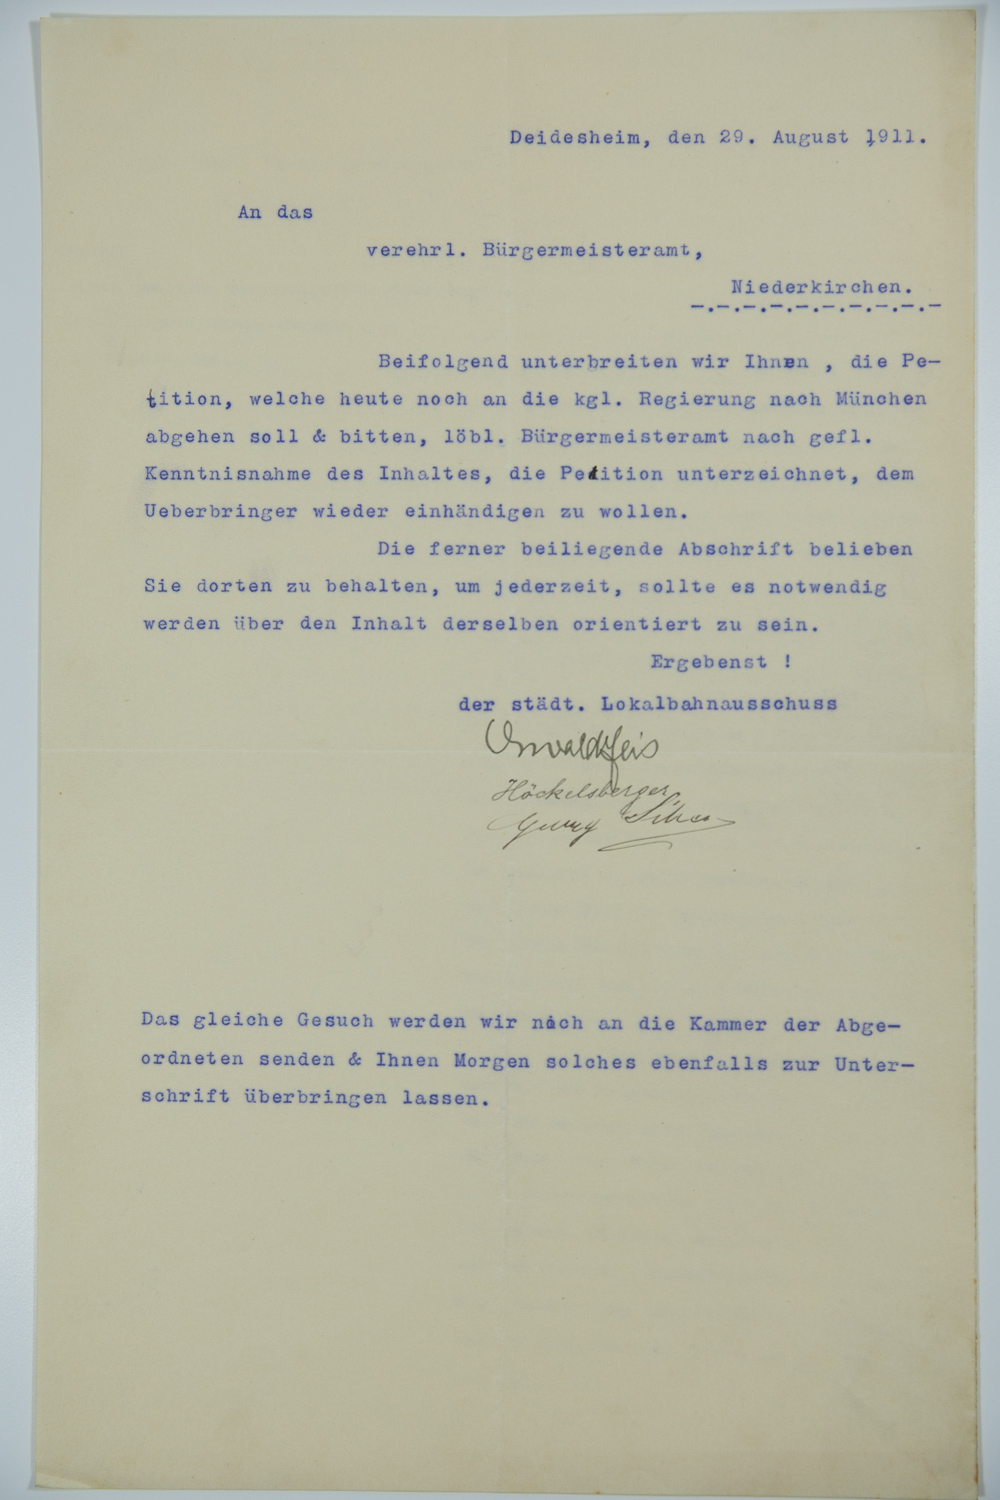 Deidesheim, den 29. August 1911.
An das
verehrl. Bürgermeisteramt,
Niederkirchen.
-.-.-.-.-.-.-.-.-.-
Beifolgend unterbreiten wir Ihnen , die Pe-
tition, welche heute noch an die kgl. Regierung nach München
abgehen soll & bitten, löbl. Bürgermeisteramt nach gefl.
Kenntnisnahme des Inhaltes, die Petition unterzeichnet, dem
Ueberbringer wieder einhändigen zu wollen.
Die ferner beiliegende Abschrift belieben
Sie dorten zu behalten, um jederzeit, sollte es notwendig
werden über den Inhalt derselben orientiert zu sein.
Ergebenst !
der städt. Lokalbahnausschuss
Höckelsberger
Georg
Das gleiche Gesuch werden wir noch an die Kammer der Abge-
ordneten senden & Ihnen Morgen solches ebenfalls zur Unter-
schrift überbringen lassen.